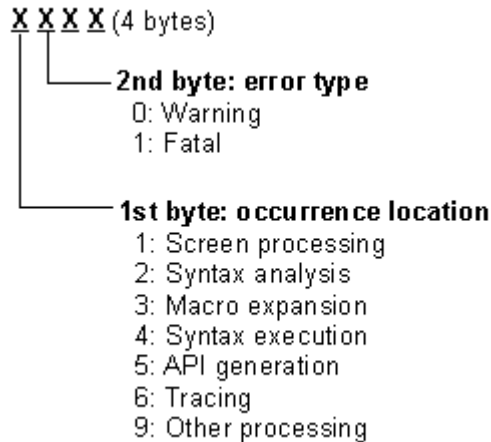 X X X X (4 bytes)
2nd byte: error type
0: Warning
1: Fatal
1st byte: occurrence location
1: Screen processing
2: Syntax analysis
3: Macro expansion
4: Syntax execution
5: API generation
6: Tracing
9: Other processing